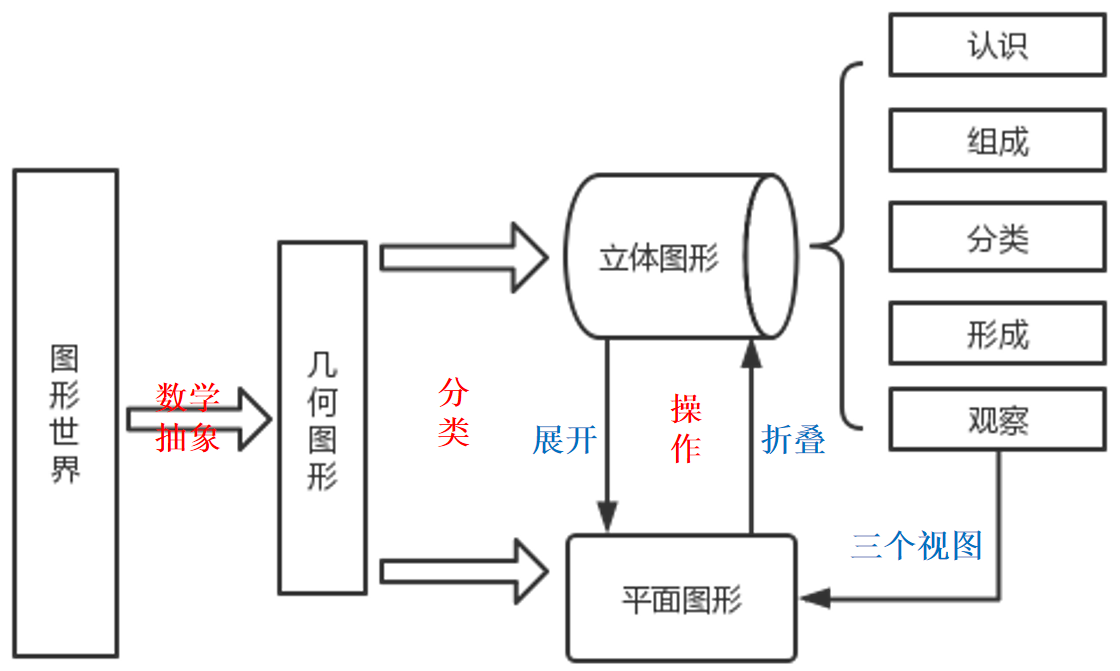 图形世界
数学
抽象
几何图形
分类
立体图形
展开
操作
折叠
平面图形
认识
组成
分类
形成
观察
三个视图